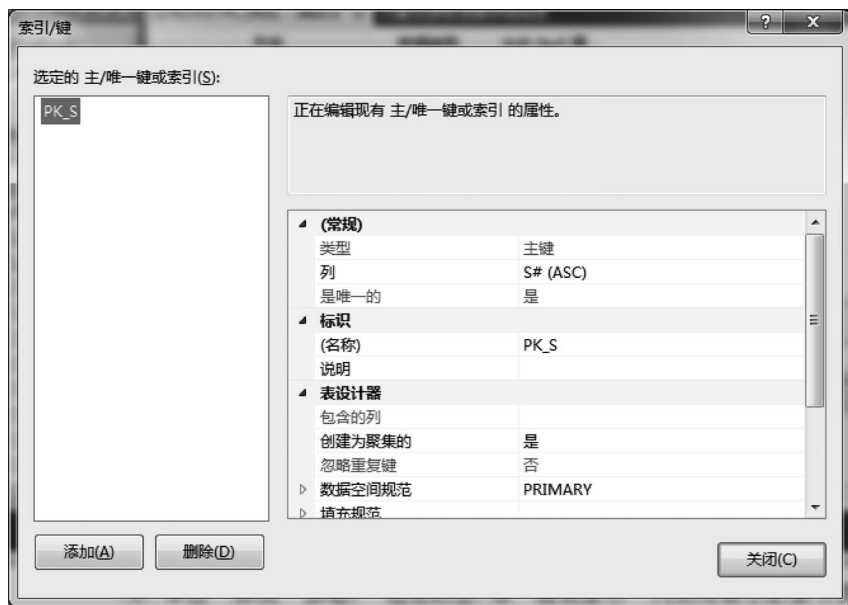 索引/键
选定的 主/唯一键或索引(S):
PK_S
正在编辑现有 主/唯一键或索引 的属性。
(常规)
类型 主键
列 S# (ASC)
是唯一的 是
标识
(名称) PK_S
说明
表设计器
包含的列
创建为聚集的 是
忽略重复键 否
数据空间规范 PRIMARY
填充规范
添加(A) 删除(D) 关闭(C)